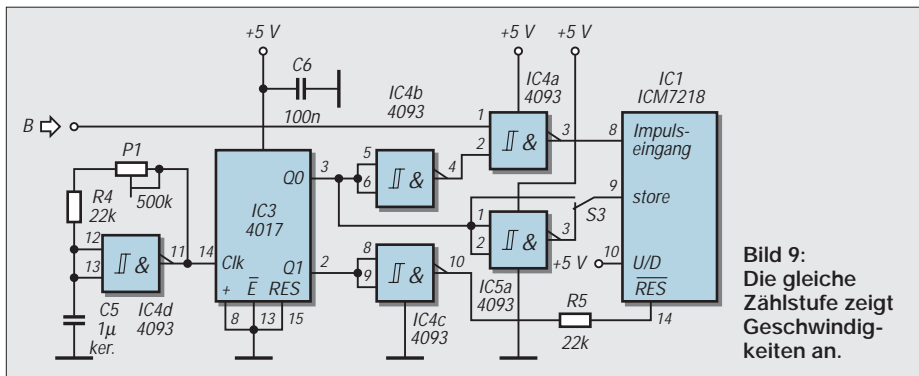 +5 V
+5 V
+5 V
C6
100n
IC4b
4093
IC4a
4093
IC1
ICM7218
B
1
2
3
8
Impuls-
eingang
P1
500k
R4
22k
3
Q0
5
6
4
9
store
S3
12
13
11
14
Clk
IC3
4017
1
2
3
+5 V
10
U/D
RES
C5
1µ
ker.
IC4d
4093
Q1
2
8
9
10
IC5a
4093
+
E
RES
8
13
15
IC4c
4093
R5
22k
14
&
&
&
&
&
Bild 9:
Die gleiche
Zählstufe zeigt
Geschwindig-
keiten an.